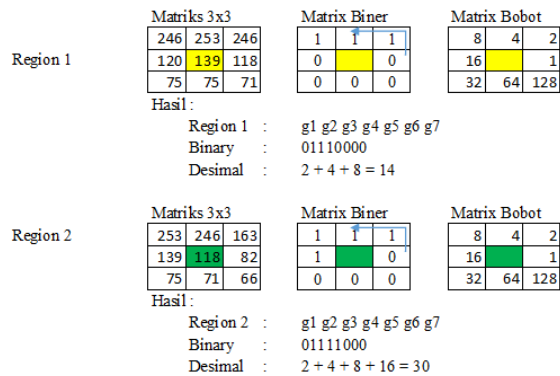 Matriks 3x3 Matrix Biner Matrix Bobot
246 253 246 1 1 1 8 4 2
Region 1 120 139 118 0 0 16 1
75 75 71 0 0 0 32 64 128
Hasil :
Region 1 : g1 g2 g3 g4 g5 g6 g7
Binary : 01110000
Desimal : 2 + 4 + 8 = 14
Matriks 3x3 Matrix Biner Matrix Bobot
Region 2 253 246 163 1 1 1 8 4 2
139 118 82 1 0 16 1
75 71 66 0 0 0 32 64 128
Hasil :
Region 2 : g1 g2 g3 g4 g5 g6 g7
Binary : 01111000
Desimal : 2 + 4 + 8 + 16 = 30